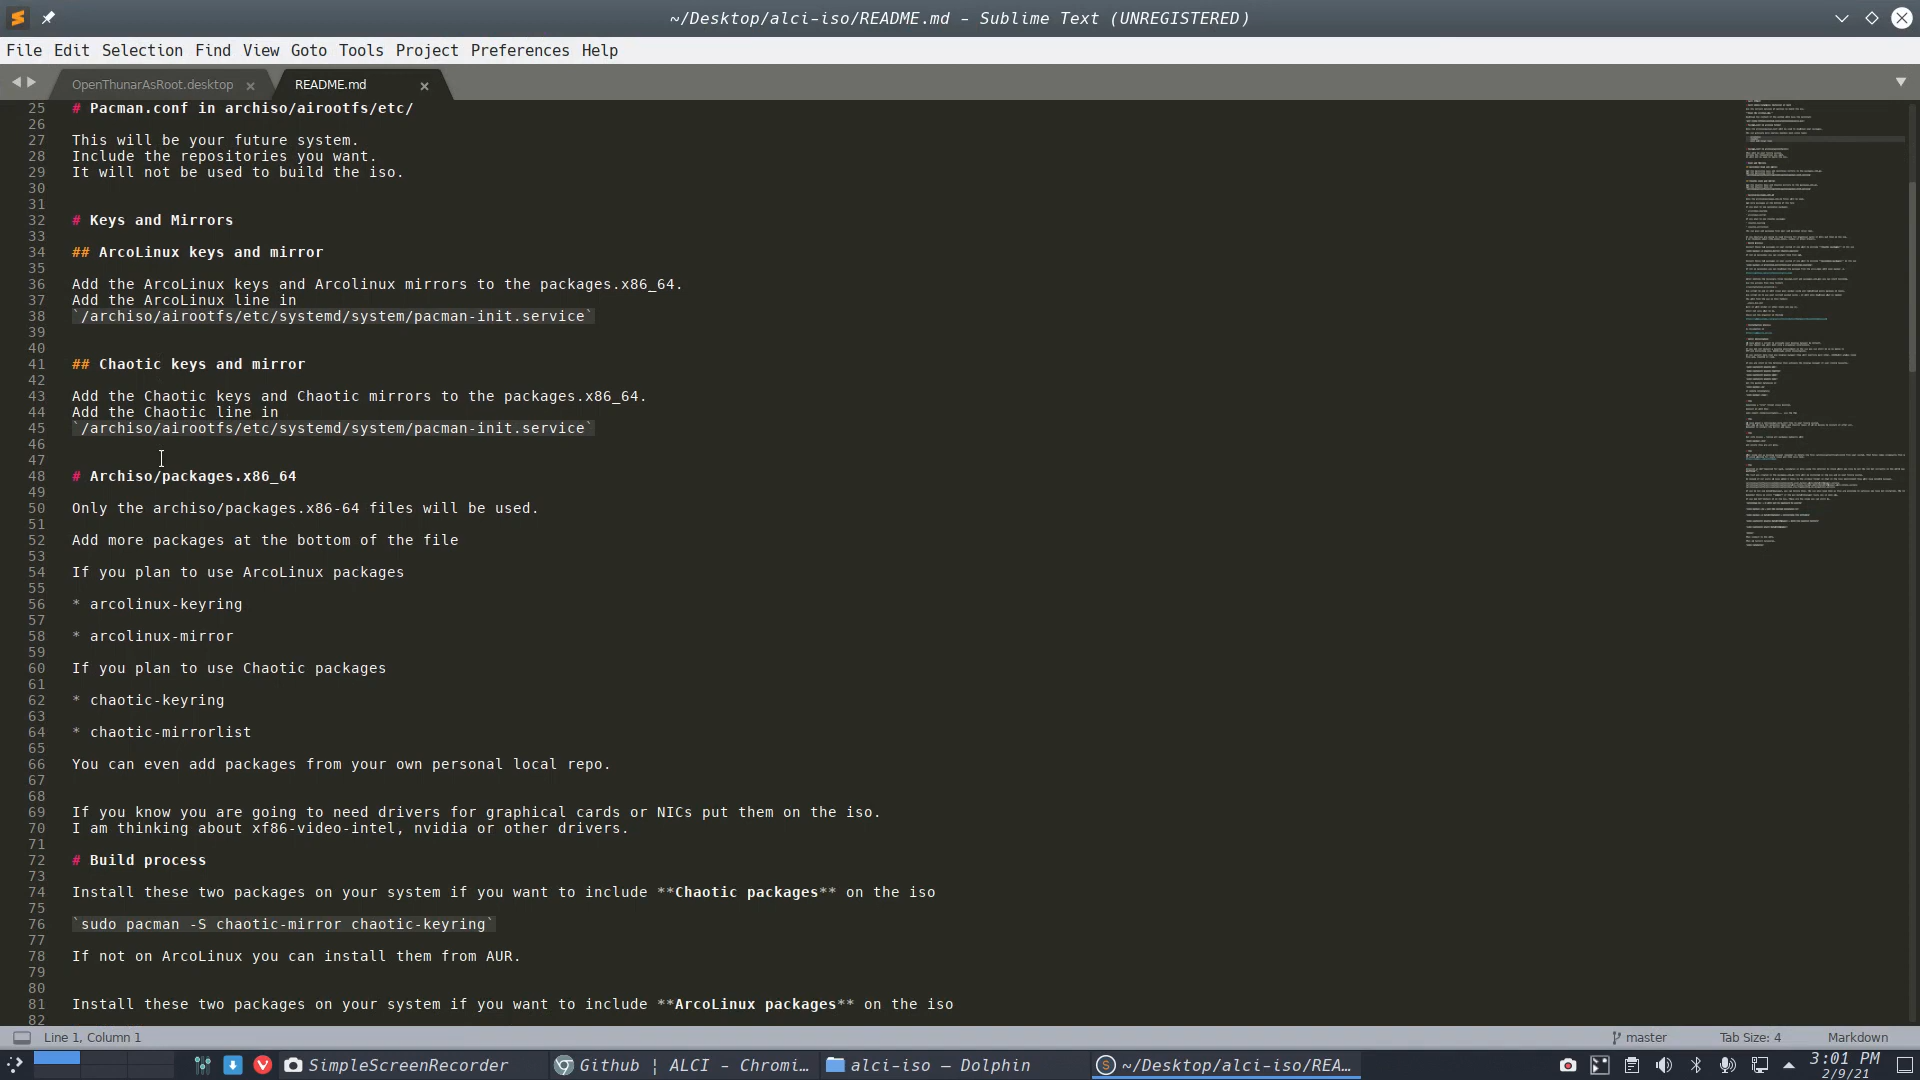 ~/Desktop/alci-iso/README.md - Sublime Text (UNREGISTERED)
File Edit Selection Find View Goto Tools Project Preferences Help
OpenThunarAsRoot.desktop README.md
25 # Pacman.conf in archiso/airootfs/etc/
26
27 This will be your future system.
28 Include the repositories you want.
29 It will not be used to build the iso.
30
31
32 # Keys and Mirrors
33
34 ## ArcoLinux keys and mirror
35
36 Add the ArcoLinux keys and Arcolinux mirrors to the packages.x86_64.
37 Add the ArcoLinux line in
38 `/archiso/airootfs/etc/systemd/system/pacman-init.service`
39
40
41 ## Chaotic keys and mirror
42
43 Add the Chaotic keys and Chaotic mirrors to the packages.x86_64.
44 Add the Chaotic line in
45 `/archiso/airootfs/etc/systemd/system/pacman-init.service`
46
47
48 # Archiso/packages.x86_64
49
50 Only the archiso/packages.x86-64 files will be used.
51
52 Add more packages at the bottom of the file
53
54 If you plan to use ArcoLinux packages
55
56 * arcolinux-keyring
57
58 * arcolinux-mirror
59
60 If you plan to use Chaotic packages
61
62 * chaotic-keyring
63
64 * chaotic-mirrorlist
65
66 You can even add packages from your own personal local repo.
67
68
69 If you know you are going to need drivers for graphical cards or NICs put them on the iso.
70 I am thinking about xf86-video-intel, nvidia or other drivers.
71
72 # Build process
73
74 Install these two packages on your system if you want to include **Chaotic packages** on the iso
75
76 `sudo pacman -S chaotic-mirror chaotic-keyring`
77
78 If not on ArcoLinux you can install them from AUR.
79
80
81 Install these two packages on your system if you want to include **ArcoLinux packages** on the iso
82
Line 1, Column 1 master Tab Size: 4 Markdown
SimpleScreenRecorder Github | ALCI - Chromi... alci-iso — Dolphin ~/Desktop/alci-iso/REA... 3:01 PM
2/9/21